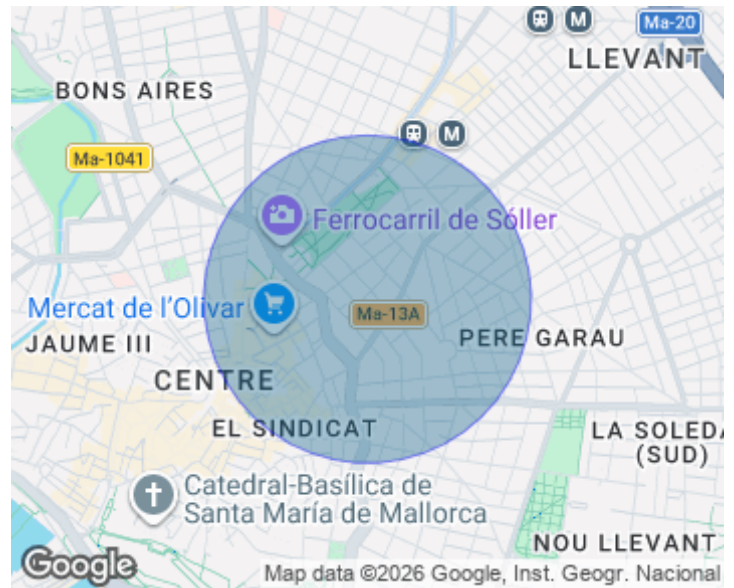 Ma-20
M
LLEVANT
BONS AIRES
M
Ma-1041
Ferrocarril de Sóller
Mercat de l'Olivar
Ma-13A
JAUME III
PERE GARAU
CENTRE
EL SINDICAT
LA SOLEDA
(SUD)
Catedral-Basílica de
Santa María de Mallorca
NOU LLEVANT
Google
Map data ©2026 Google, Inst. Geogr. Nacional